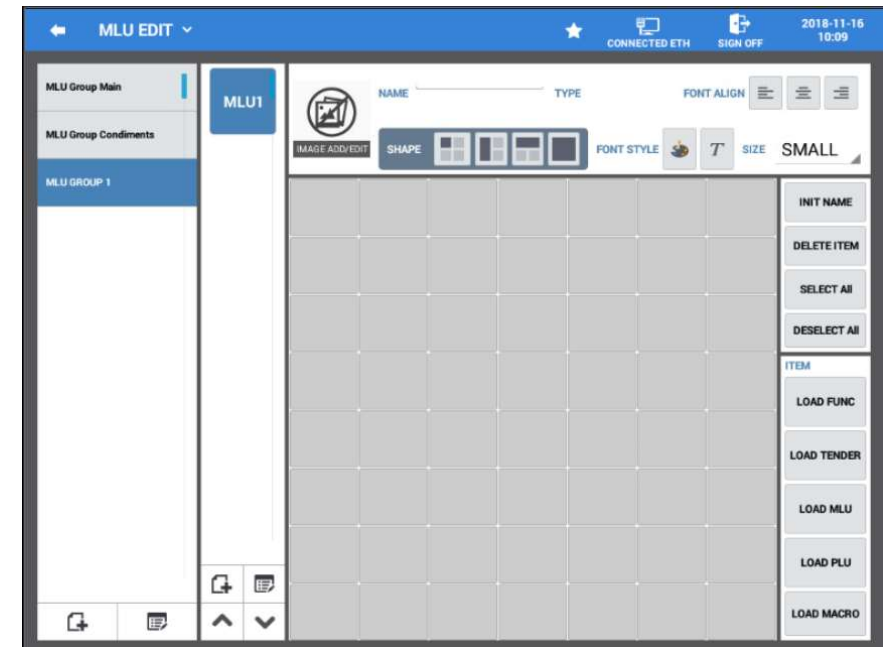 MLU EDIT
CONNECTED ETH
SIGN OFF
2018-11-16
10:09
MLU Group Main
MLU Group Condiments
MLU GROUP 1
MLU1
IMAGE ADD/EDIT
NAME
TYPE
FONT ALIGN
SHAPE
FONT STYLE
T
SIZE
SMALL
INIT NAME
DELETE ITEM
SELECT All
DESELECT All
ITEM
LOAD FUNC
LOAD TENDER
LOAD MLU
LOAD PLU
LOAD MACRO